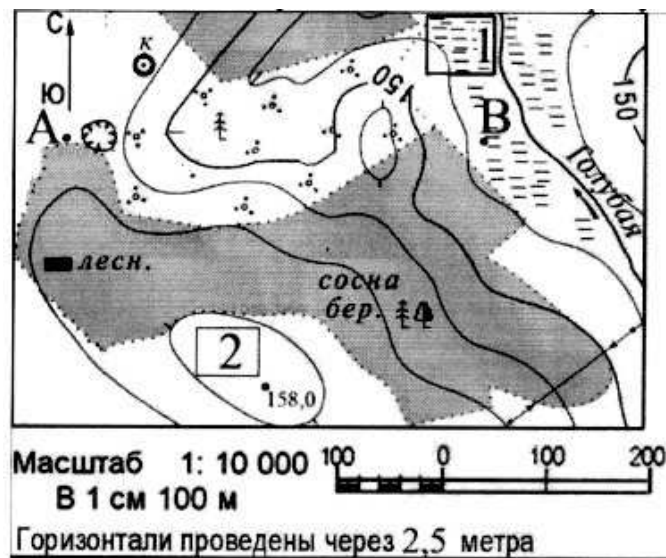 С
к
1
Ю
А
150
В
150
Голубая
лесн.
сосна
бер.
2
158,0
Масштаб 1: 10 000
В 1 см 100 м
100 0 100 200
Горизонтали проведены через 2,5 метра